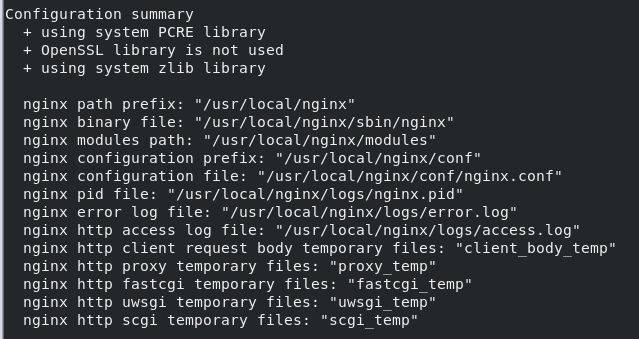 Configuration summary
  + using system PCRE library
  + OpenSSL library is not used
  + using system zlib library

  nginx path prefix: "/usr/local/nginx"
  nginx binary file: "/usr/local/nginx/sbin/nginx"
  nginx modules path: "/usr/local/nginx/modules"
  nginx configuration prefix: "/usr/local/nginx/conf"
  nginx configuration file: "/usr/local/nginx/conf/nginx.conf"
  nginx pid file: "/usr/local/nginx/logs/nginx.pid"
  nginx error log file: "/usr/local/nginx/logs/error.log"
  nginx http access log file: "/usr/local/nginx/logs/access.log"
  nginx http client request body temporary files: "client_body_temp"
  nginx http proxy temporary files: "proxy_temp"
  nginx http fastcgi temporary files: "fastcgi_temp"
  nginx http uwsgi temporary files: "uwsgi_temp"
  nginx http scgi temporary files: "scgi_temp"